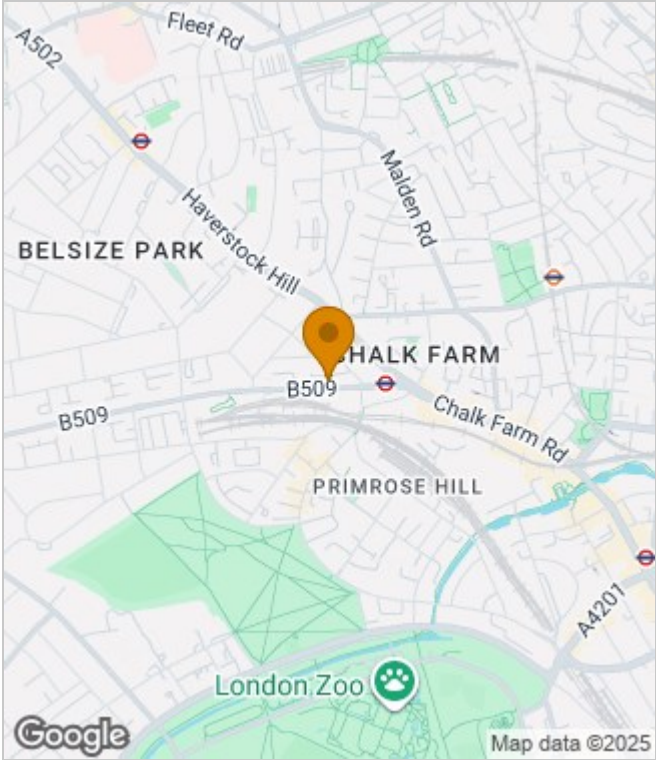 Fleet Rd
A502
Malden Rd
Haverstock Hill
BELSIZE PARK
HALK FARM
B509
B509
Chalk Farm Rd
PRIMROSE HILL
A4201
London Zoo
Google
Map data ©2025